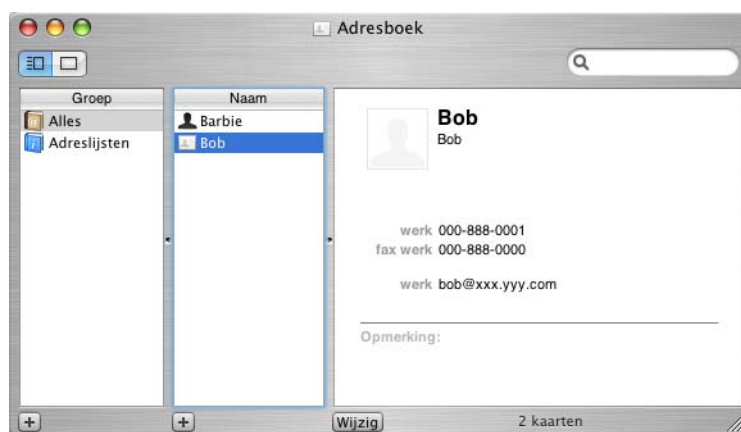 Adresboek
Groep
Alles
Adreslijsten
Naam
Barbie
Bob
Bob
Bob
werk 000-888-0001
fax werk 000-888-0000
werk bob@xxx.yyy.com
Opmerking:
Wijzig
2 kaarten